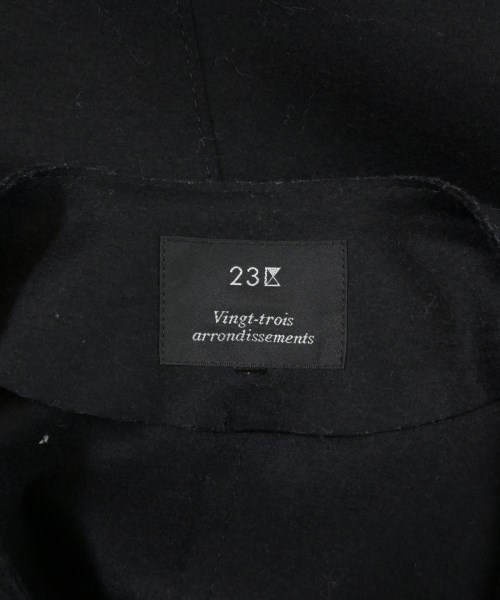 23区
Vingt-trois
arrondissements